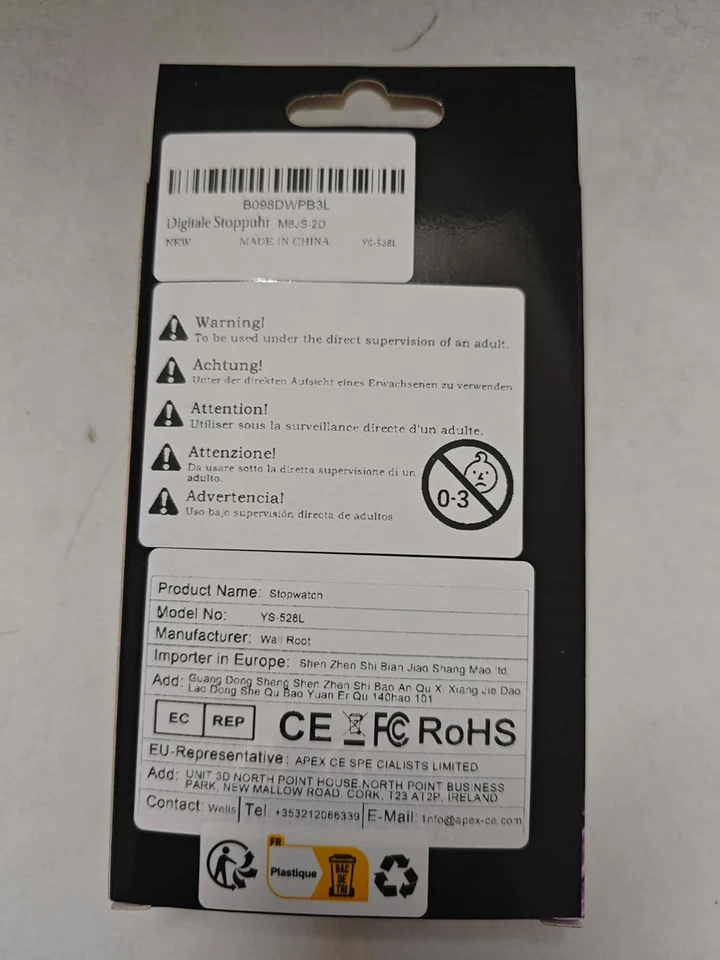 B098DWPB3L
Digitale Stoppuhr MBJS-2D
NEW MADE IN CHINA YS-528L
Warning!
To be used under the direct supervision of an adult.
Achtung!
Unter der direkten Aufsicht eines Erwachsenen zu verwenden.
Attention!
Utiliser sous la surveillance directe d'un adulte.
Attenzione!
Da usare sotto la diretta supervisione di un
adulto.
Advertencial
Uso bajo supervisión directa de adultos
0-3
Product Name: Stopwatch
Model No: YS-528L
Manufacturer: Wall Root
Importer in Europe: Shen Zhen Shi Bian Jiao Shang Mao ltd.
Add: Guang Dong Sheng Shen Zhen Shi Bao An Qu Xi Xiang Jie Dao
Lao Dong She Qu Bao Yuan Er Qu 140hao 101
EC REP CE FC RoHS
EU-Representative: APEX CE SPE CIALISTS LIMITED
Add: UNIT 3D NORTH POINT HOUSE,NORTH POINT BUSINESS
PARK, NEW MALLOW ROAD. CORK, T23 AT2P, IRELAND
Contact: Wells Tel: +353212066339 E-Mail: Info@apex-ce.com
FR
Plastique
BAC
DE
TRI